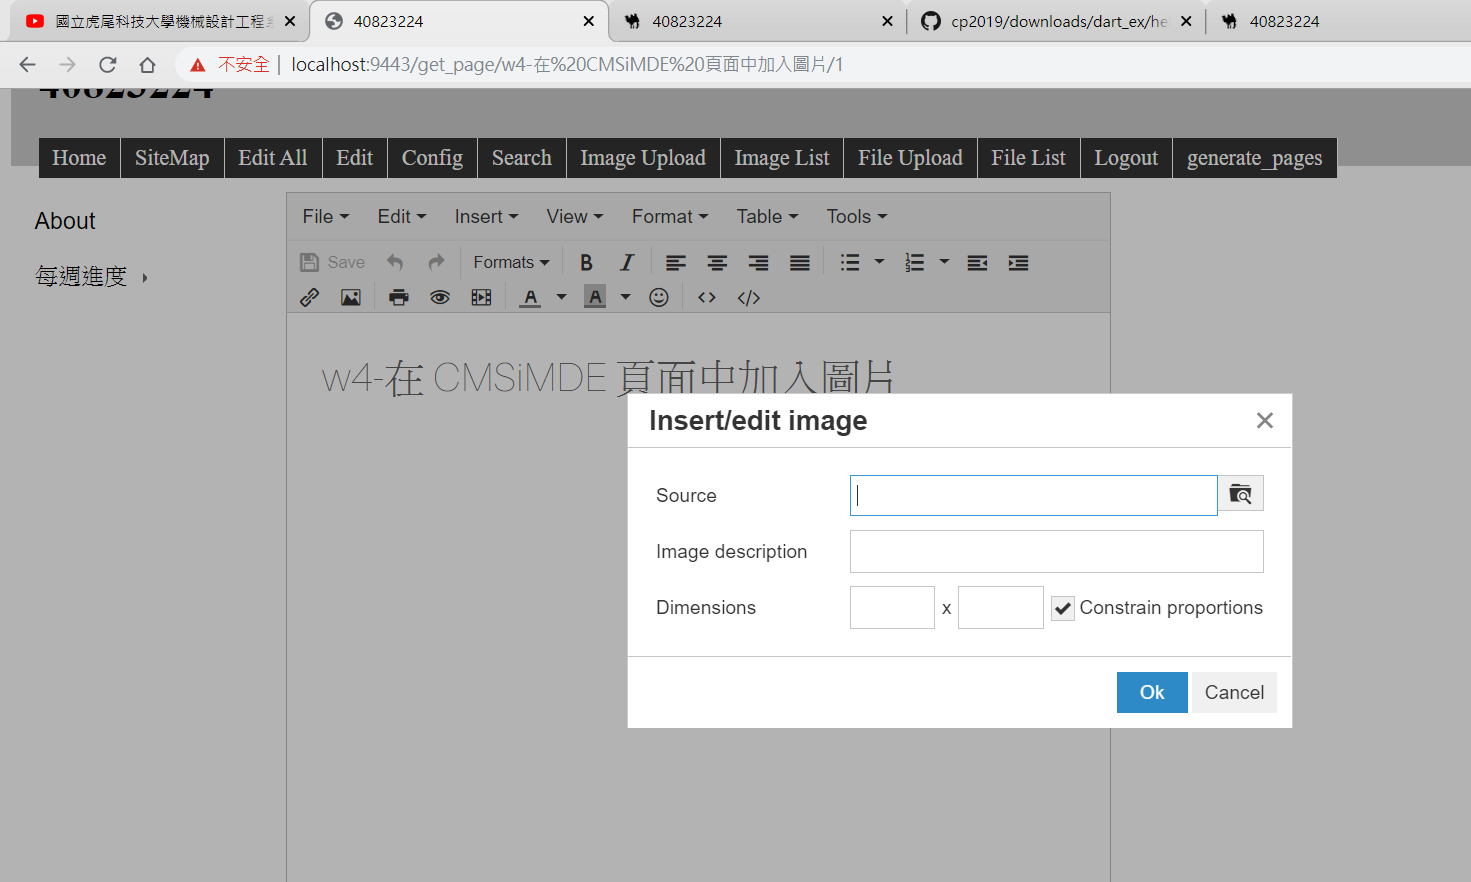 國立虎尾科技大學機械設計工程
40823224
40823224
cp2019/downloads/dart_ex/he
40823224
不安全 | localhost:9443/get_page/w4-在%20CMSiMDE%20頁面中加入圖片/1
40823224
Home
SiteMap
Edit All
Edit
Config
Search
Image Upload
Image List
File Upload
File List
Logout
generate_pages
About
每週進度
File
Edit
Insert
View
Format
Table
Tools
Save
Formats
B
I
A
A
w4-在 CMSiMDE 頁面中加入圖片
Insert/edit image
Source
Image description
Dimensions
x
Constrain proportions
Ok
Cancel